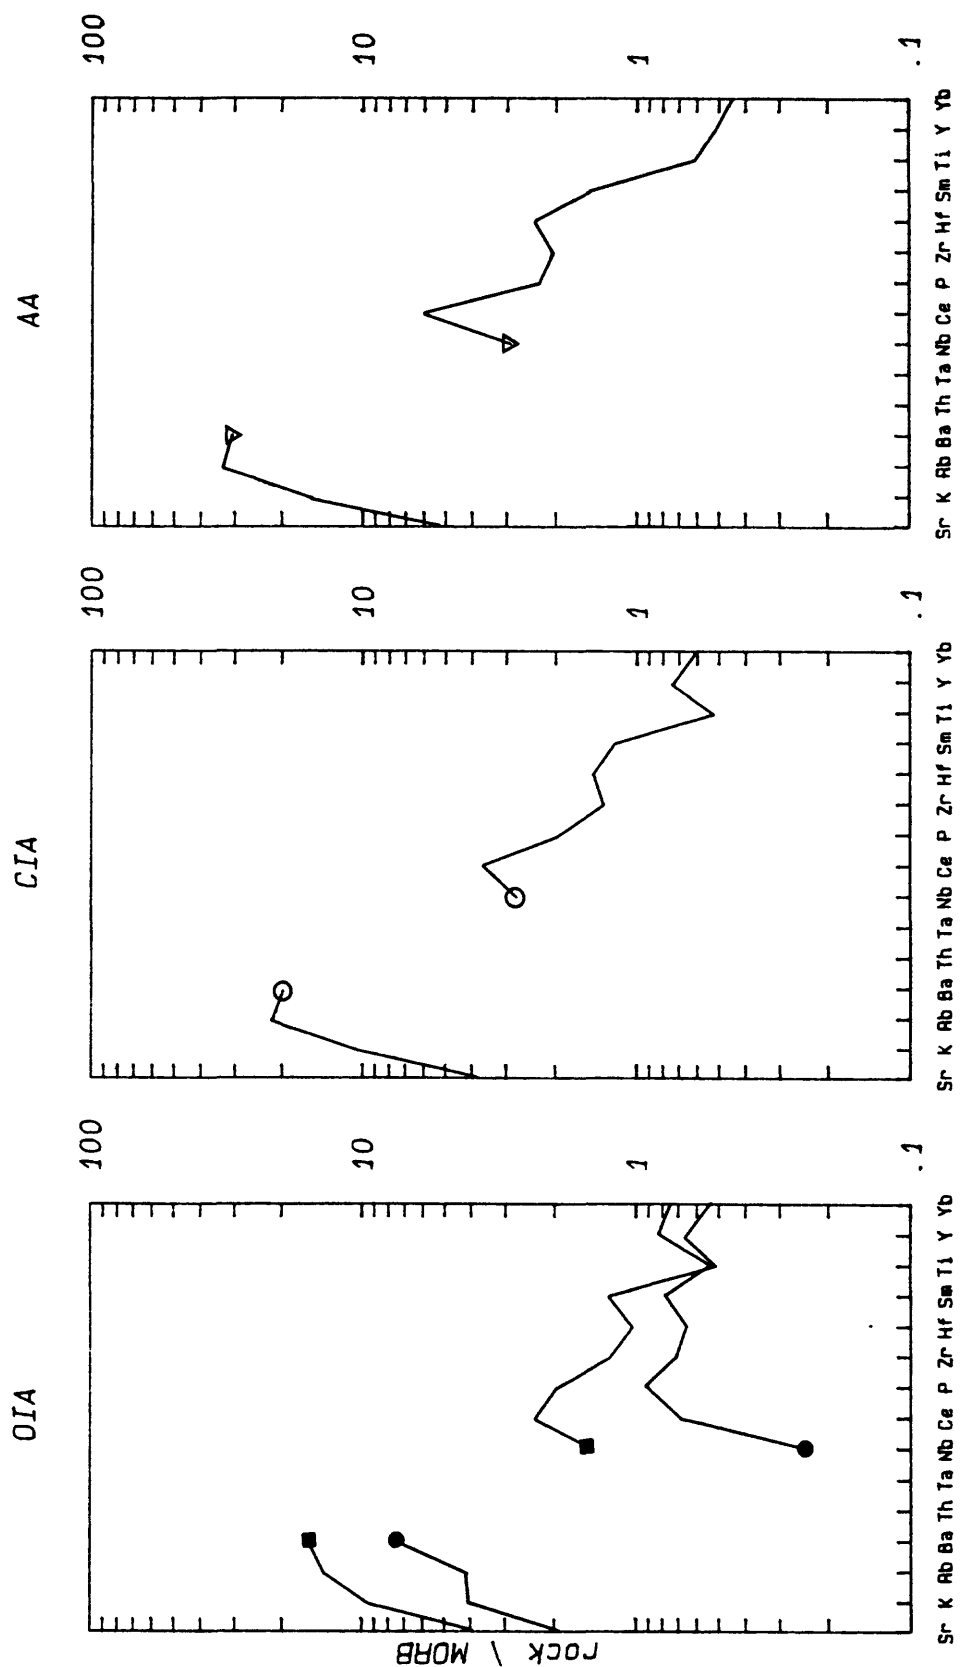 AA
100
10
1
.1
Sr K Rb Ba Th Ta Nb Ce P Zr Hf Sm Ti Y Yb
CIA
100
10
1
.1
Sr K Rb Ba Th Ta Nb Ce P Zr Hf Sm Ti Y Yb
OIA
100
10
1
.1
Sr K Rb Ba Th Ta Nb Ce P Zr Hf Sm Ti Y Yb
rock \ MORB